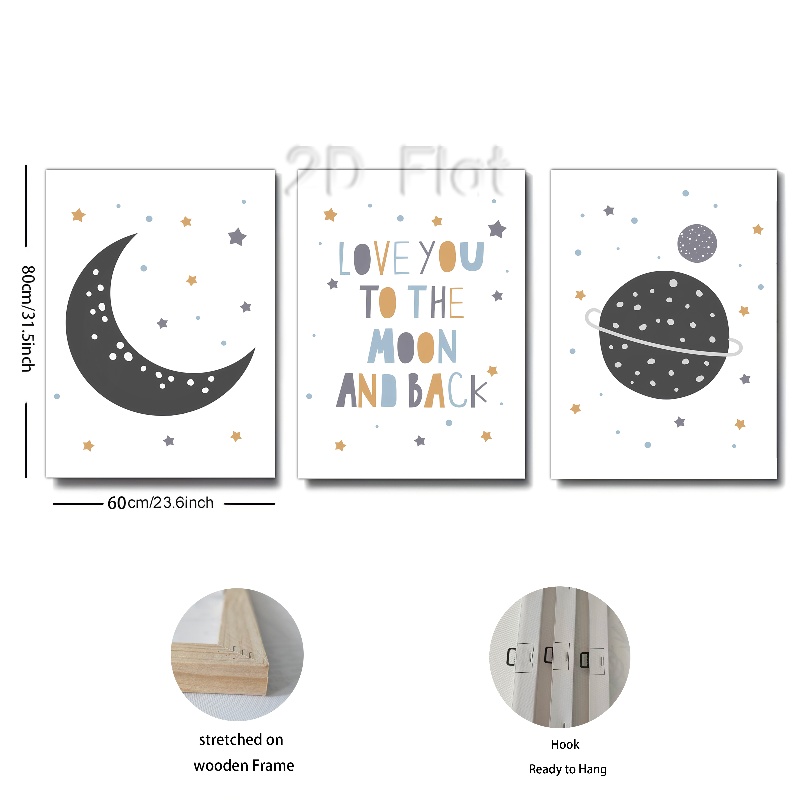 2D Flat
LOVE YOU
TO THE
MOON
AND BACK
80cm/31.5inch
60cm/23.6inch
stretched on
wooden Frame
Hook
Ready to Hang